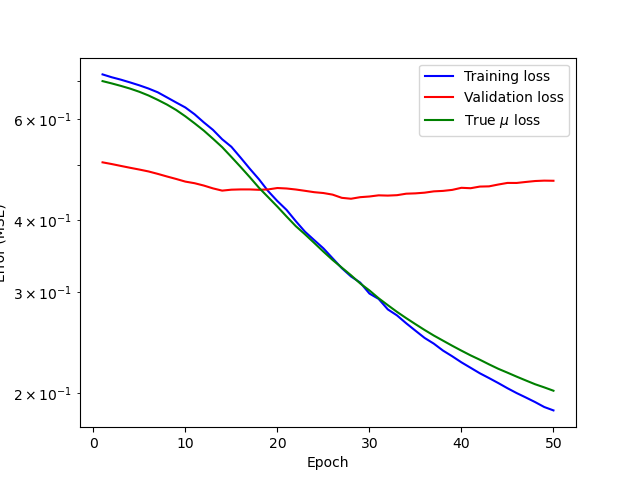 Training loss
Validation loss
True μ loss
6 × 10⁻¹
4 × 10⁻¹
3 × 10⁻¹
2 × 10⁻¹
Error (MSE)
0 10 20 30 40 50
Epoch